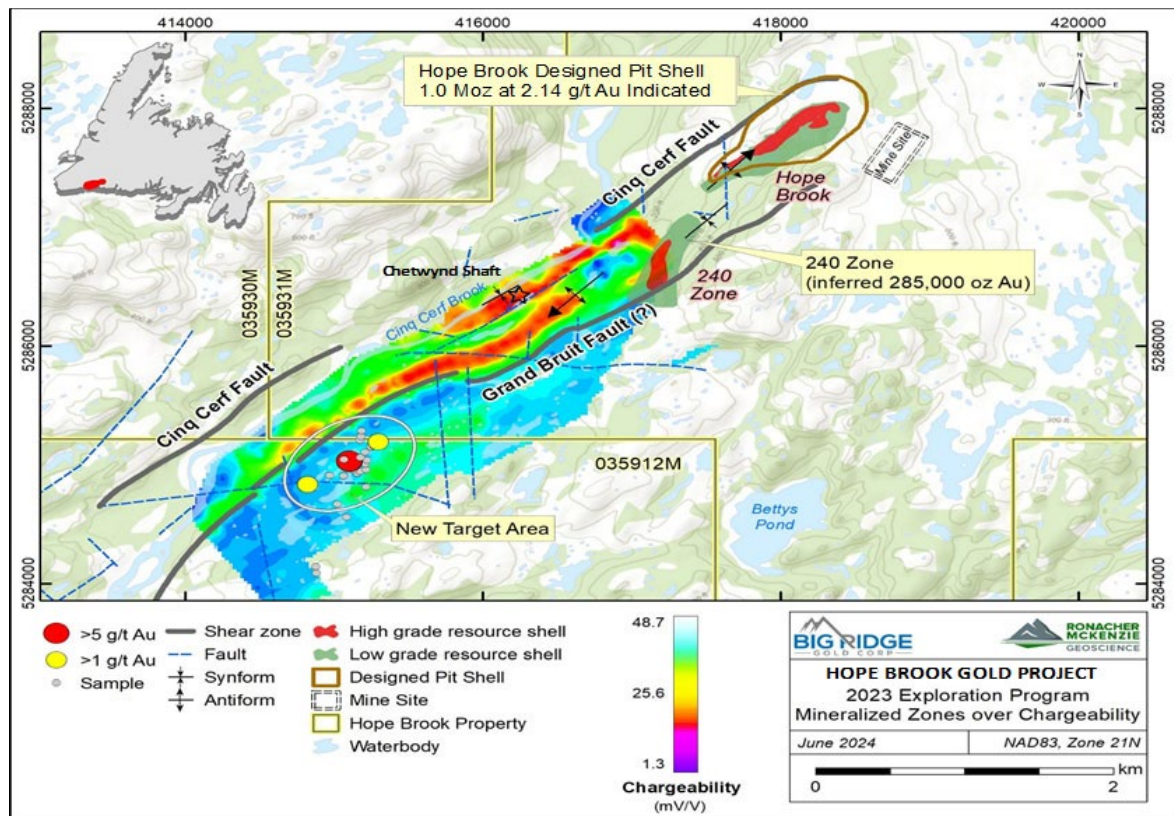 414000
416000
418000
420000
Hope Brook Designed Pit Shell
1.0 Moz at 2.14 g/t Au Indicated
N
W
E
S
5288000
5288000
Cinq Cerf Fault
Mine Site
Hope
Brook
Chetwynd Shaft
240
Zone
240 Zone
(inferred 285,000 oz Au)
Cinq Cerf Brook
035930M
035931M
5286000
5286000
Grand Bruit Fault (?)
Cinq Cerf Fault
035912M
Bettys
Pond
New Target Area
5284000
5284000
>5 g/t Au
>1 g/t Au
Sample
Shear zone
Fault
Synform
Antiform
High grade resource shell
Low grade resource shell
Designed Pit Shell
Mine Site
Hope Brook Property
Waterbody
48.7
25.6
1.3
Chargeability
(mV/V)
BIG RIDGE
GOLD CORP
RONACHER
MCKENZIE
GEOSCIENCE
HOPE BROOK GOLD PROJECT
2023 Exploration Program
Mineralized Zones over Chargeability
June 2024
NAD83, Zone 21N
km
0
2